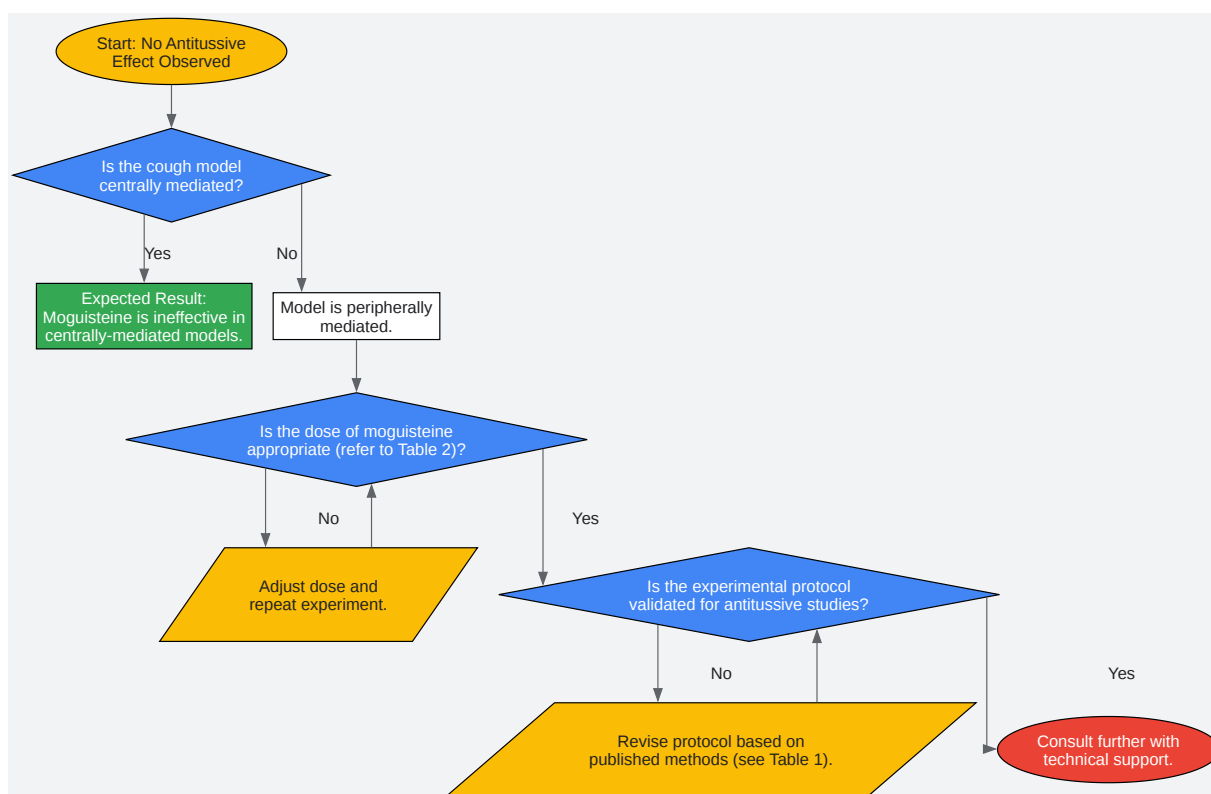 Start: No Antitussive
Effect Observed
Is the cough model
centrally mediated?
Yes
No
Expected Result:
Moguisteine is ineffective in
centrally-mediated models.
Model is peripherally
mediated.
Is the dose of moguisteine
appropriate (refer to Table 2)?
No
Yes
Adjust dose and
repeat experiment.
Is the experimental protocol
validated for antitussive studies?
No
Yes
Revise protocol based on
published methods (see Table 1).
Consult further with
technical support.